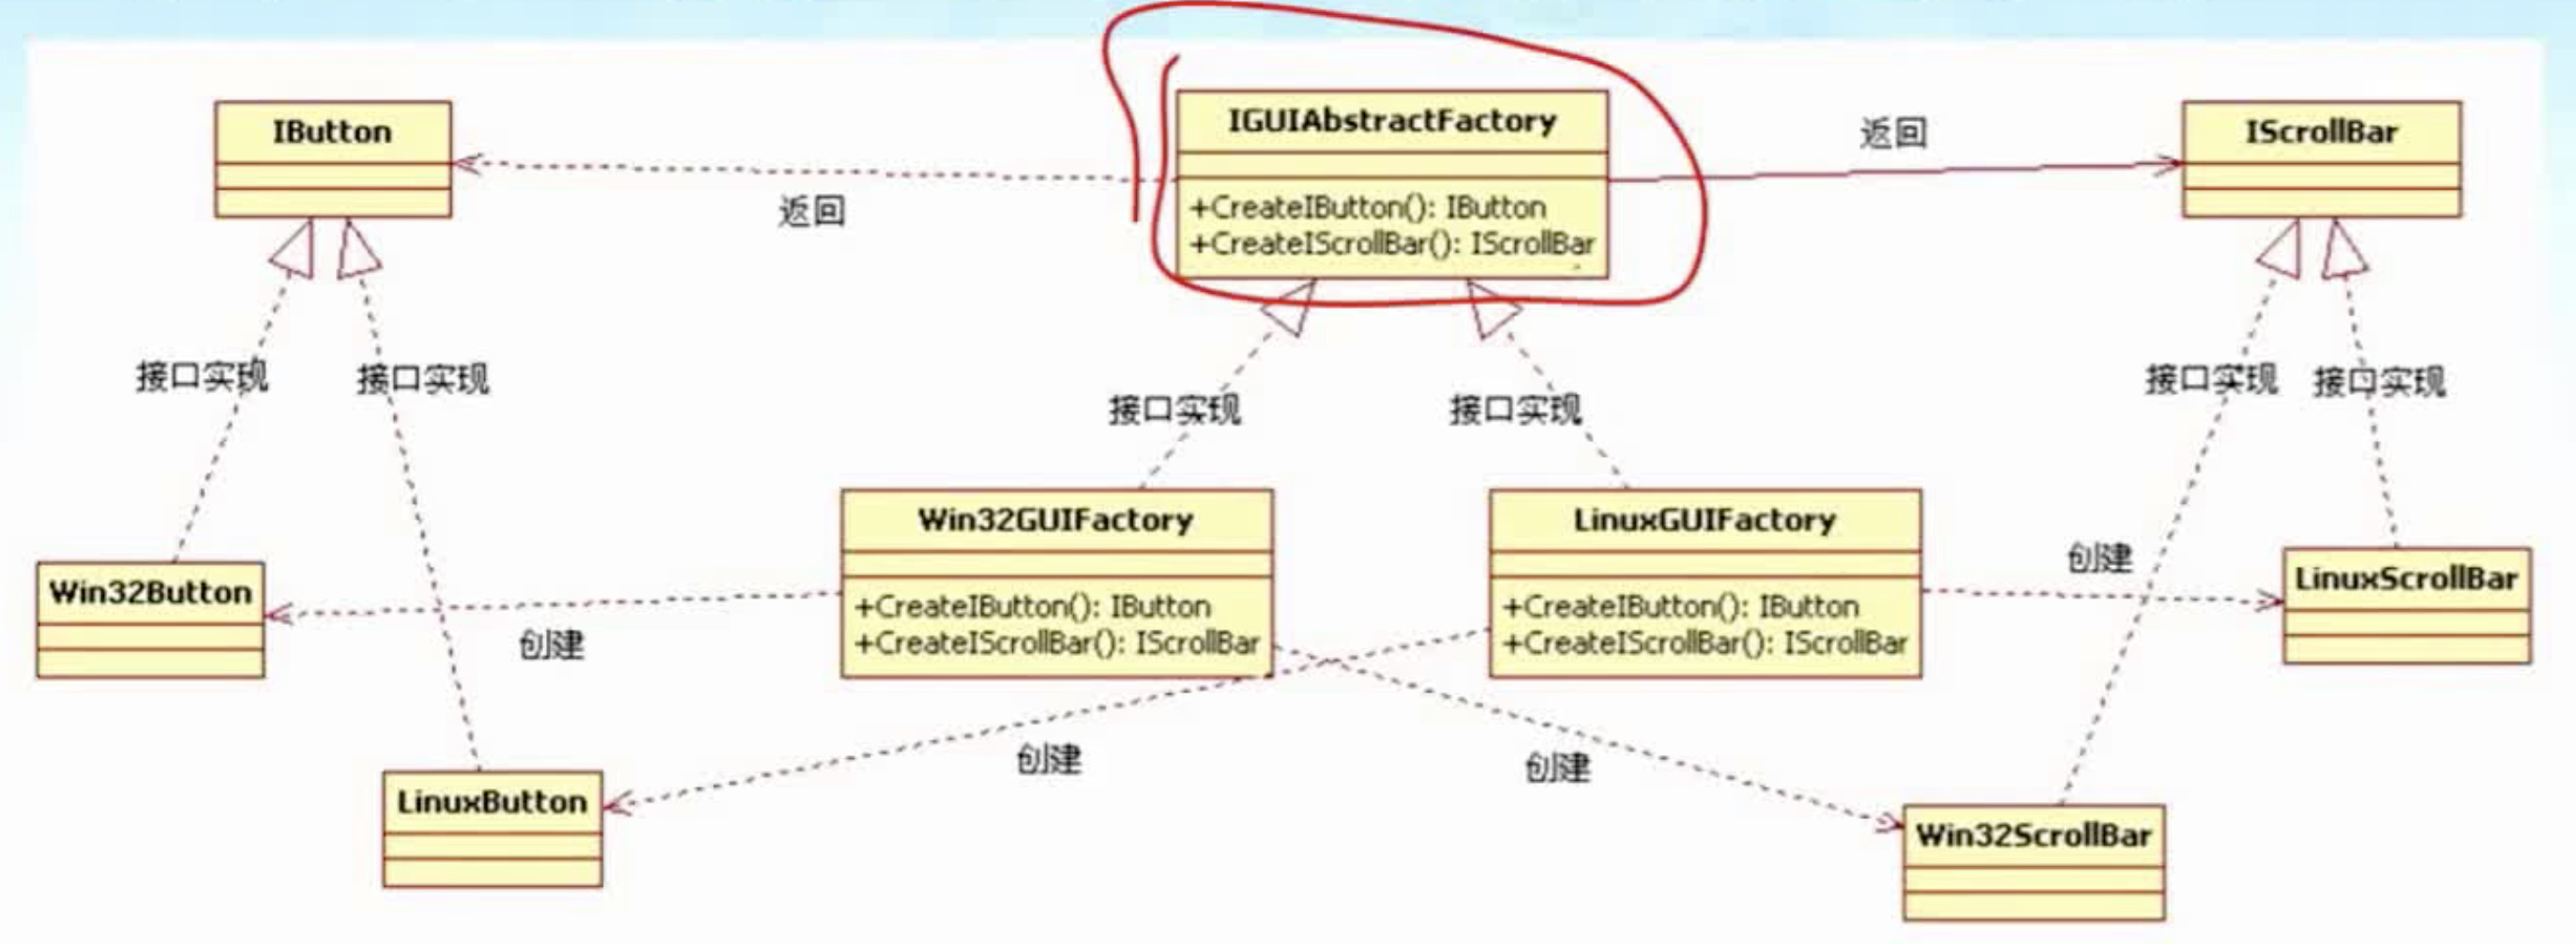 IButton
IGUIAbstractFactory
+CreateIButton(): IButton
+CreateIScrollBar(): IScrollBar
IScrollBar
返回
返回
接口实现
接口实现
接口实现
接口实现
接口实现
接口实现
Win32Button
Win32GUIFactory
+CreateIButton(): IButton
+CreateIScrollBar(): IScrollBar
LinuxGUIFactory
+CreateIButton(): IButton
+CreateIScrollBar(): IScrollBar
LinuxScrollBar
创建
创建
创建
创建
LinuxButton
Win32ScrollBar